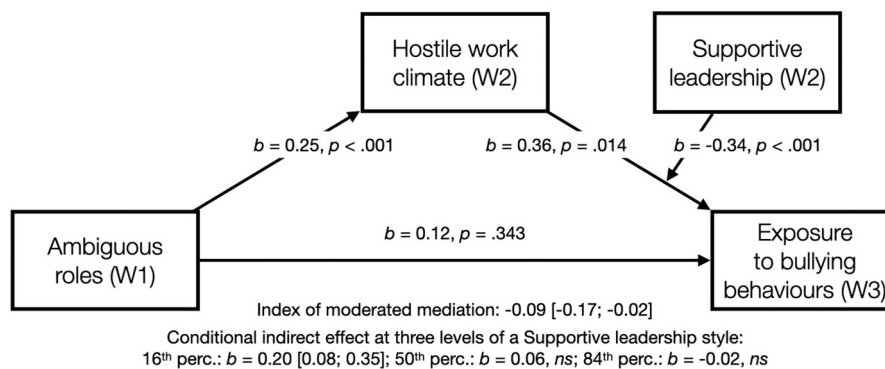 Hostile work
climate (W2)
Supportive
leadership (W2)
b = 0.25, p < .001
b = 0.36, p = .014
b = -0.34, p < .001
Ambiguous
roles (W1)
b = 0.12, p = .343
Exposure
to bullying
behaviours (W3)
Index of moderated mediation: -0.09 [-0.17; -0.02]
Conditional indirect effect at three levels of a Supportive leadership style:
16th perc.: b = 0.20 [0.08; 0.35]; 50th perc.: b = 0.06, ns; 84th perc.: b = -0.02, ns